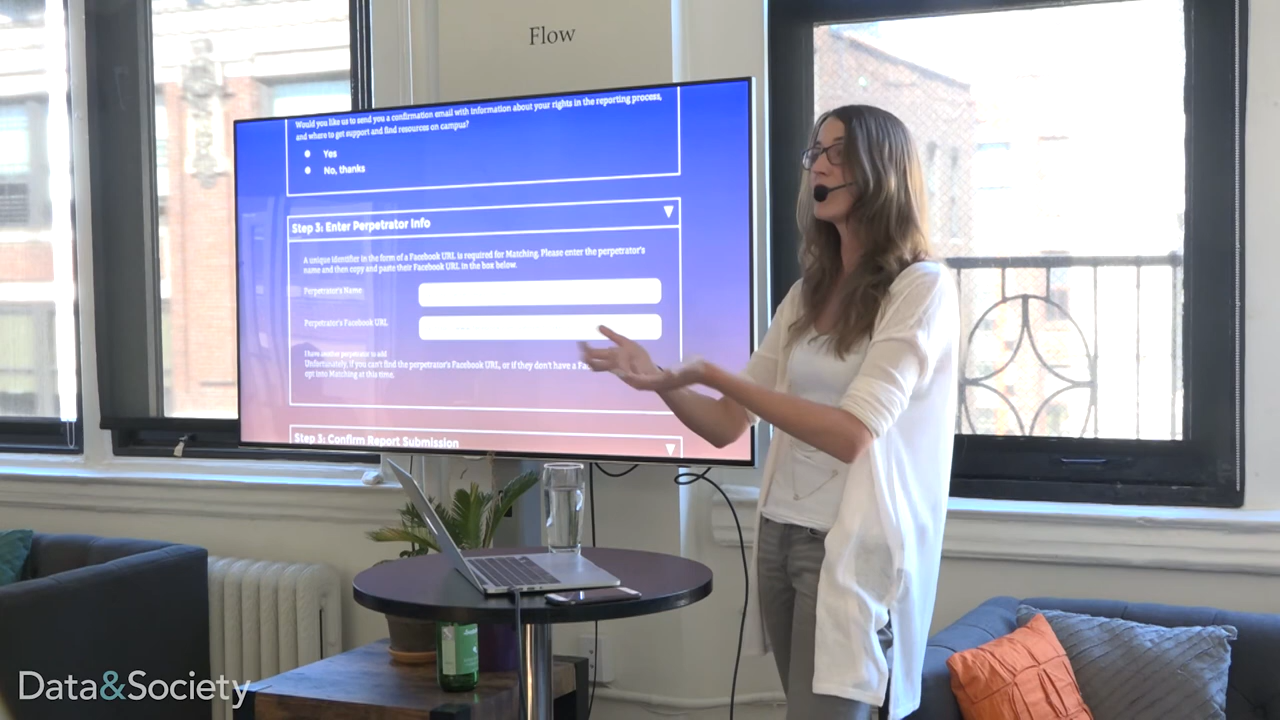 Flow
Would you like us to send you a confirmation email with information about your rights in the reporting process,
and where to get support and find resources on campus?
Yes
No, thanks
Step 3: Enter Perpetrator Info
A unique identifier in the form of a Facebook URL is required for Matching. Please enter the perpetrator's
name and then copy and paste their Facebook URL in the box below.
Perpetrator's Name
Perpetrator's Facebook URL
I have another perpetrator to add
Unfortunately, if you can't find the perpetrator's Facebook URL, or if they don't have a
opt into Matching at this time.
Step 3: Confirm Report Submission
Data&Society